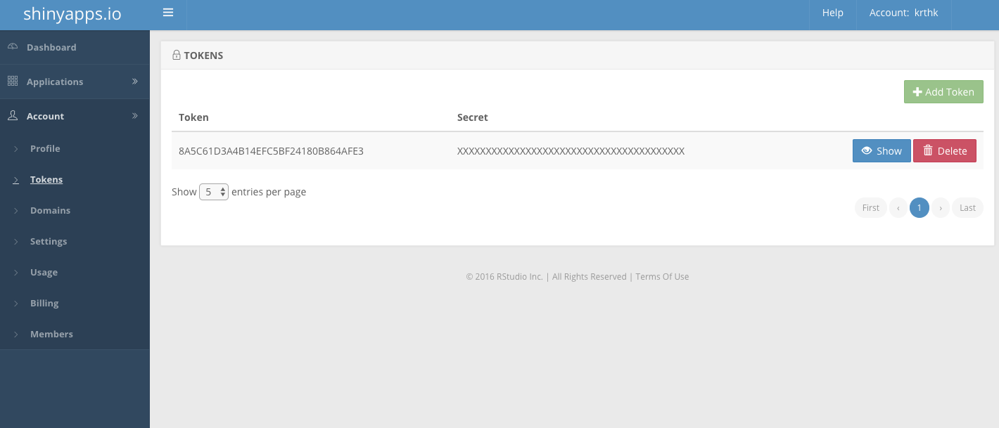 shinyapps.io
Help
Account: krthk
Dashboard
Applications
Account
Profile
Tokens
Domains
Settings
Usage
Billing
Members
TOKENS
Add Token
Token Secret
8A5C61D3A4B14EFC5BF24180B864AFE3 XXXXXXXXXXXXXXXXXXXXXXXXXXXXXXXXXXXXXXXX Show Delete
Show 5 entries per page
First ‹ 1 › Last
© 2016 RStudio Inc. | All Rights Reserved | Terms Of Use